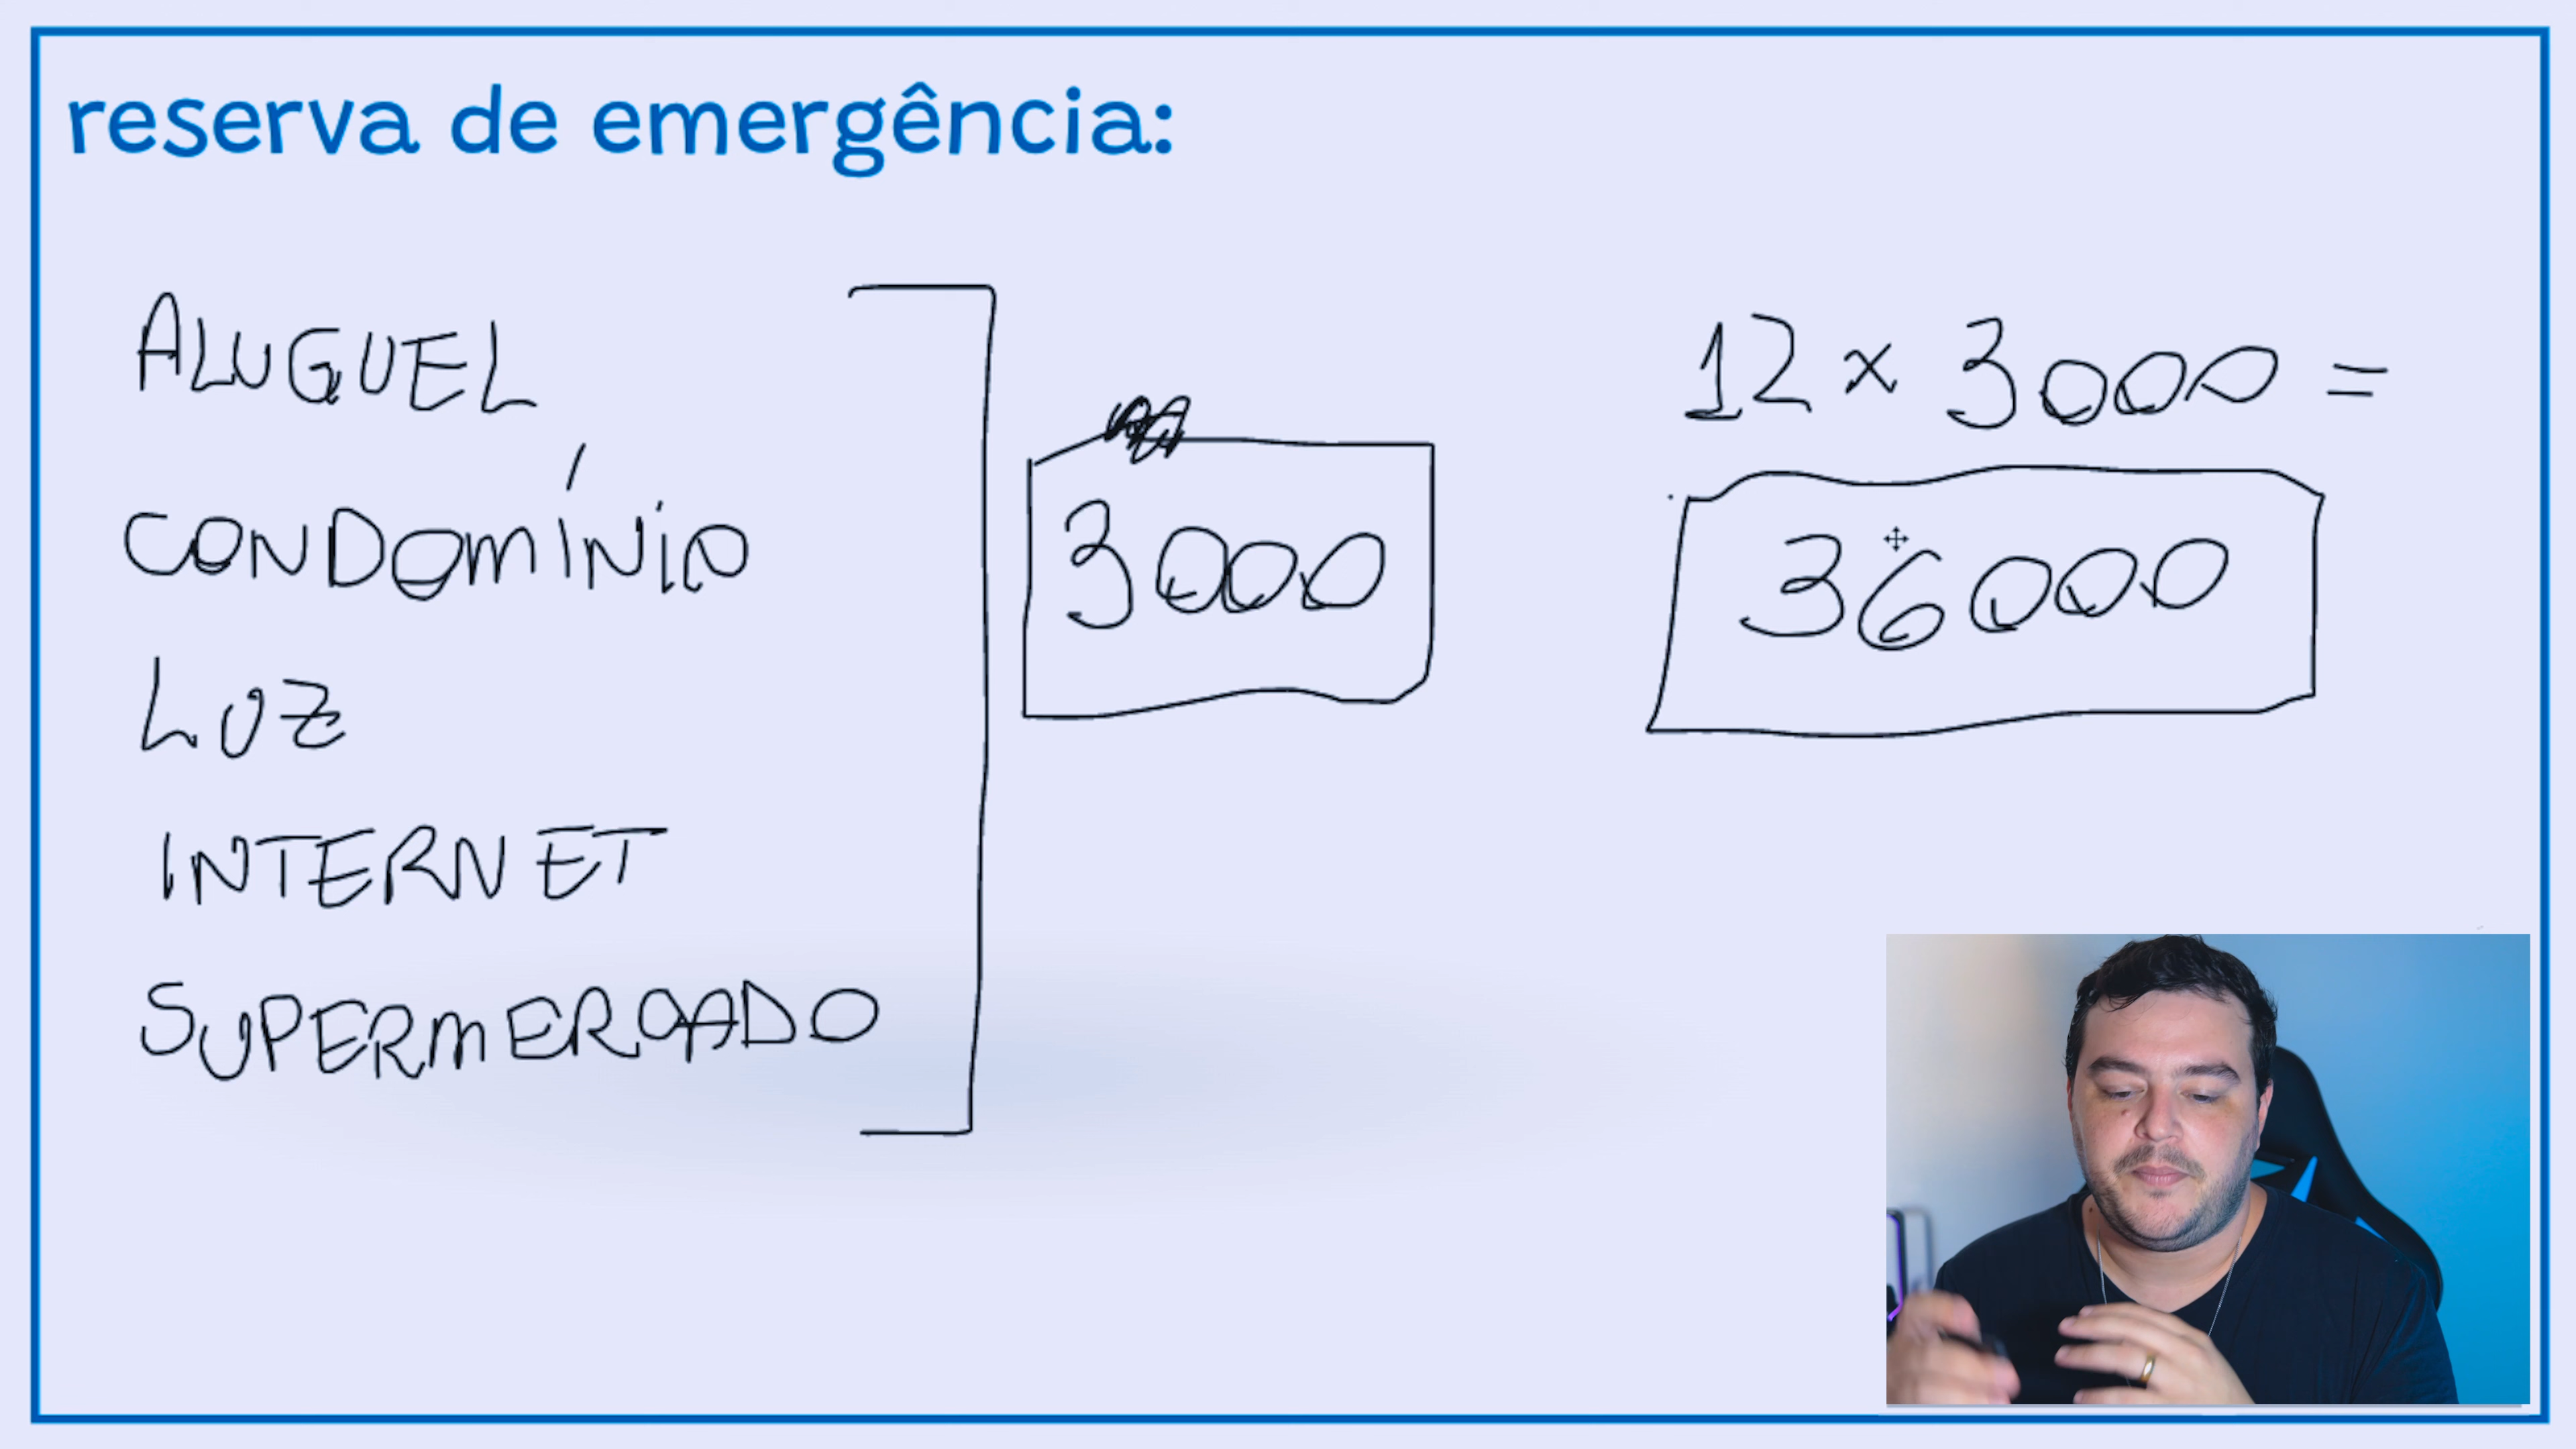 reserva de emergência:
ALUGUEL
CONDOMÍNIO
LUZ
INTERNET
SUPERMERCADO
3000
12 x 3000 =
36000